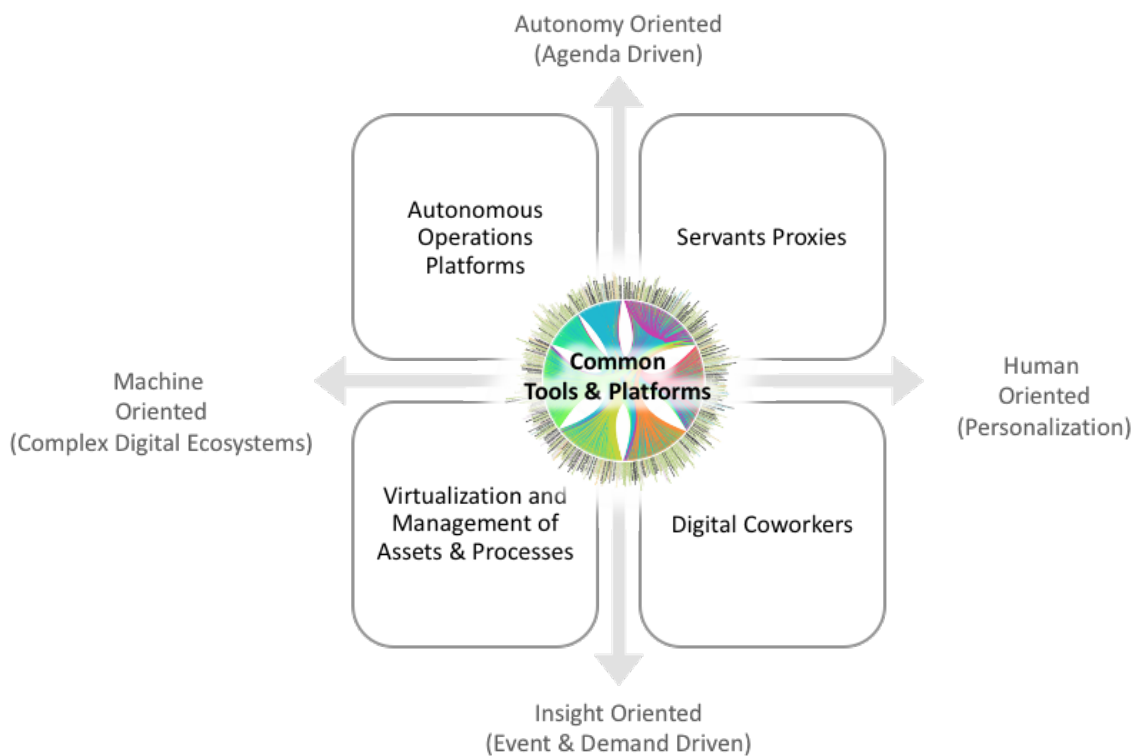 Autonomy Oriented
(Agenda Driven)
Autonomous
Operations
Platforms
Servants Proxies
Common
Tools & Platforms
Machine
Oriented
(Complex Digital Ecosystems)
Human
Oriented
(Personalization)
Virtualization and
Management of
Assets & Processes
Digital Coworkers
Insight Oriented
(Event & Demand Driven)